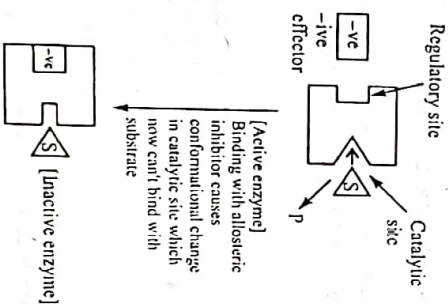 Regulatory site
-ve
-ive
effector
Catalytic
site
S
P
[Active enzyme]
Binding with allosteric
inhibitor causes
conformational change
in catalytic site which
now can't bind with
substrate
-ve
S
[Inactive enzyme]